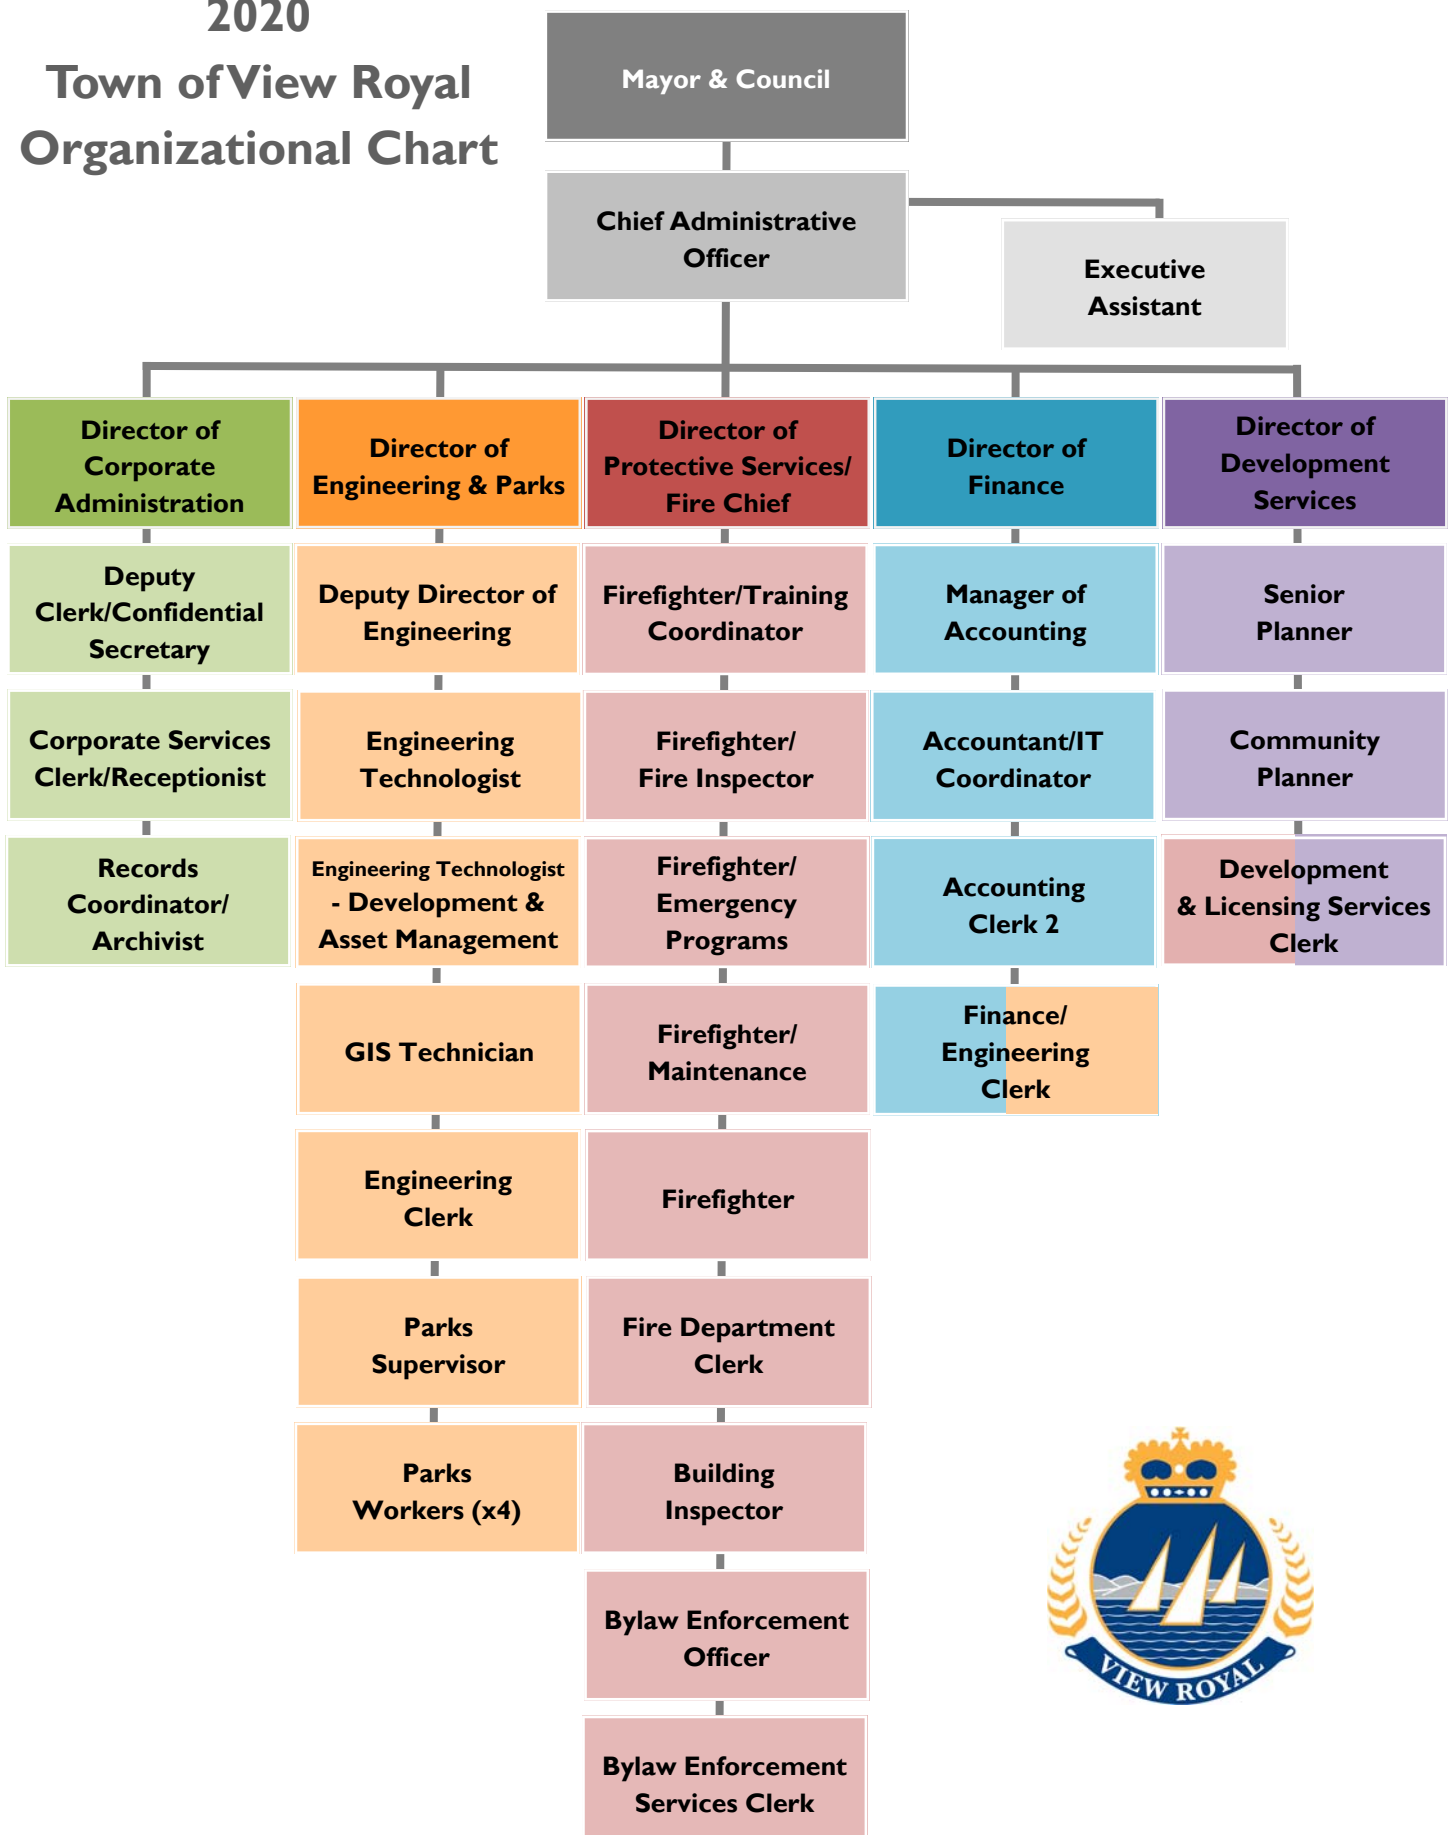 2020
Town of View Royal
Organizational Chart
Mayor & Council
Chief Administrative
Officer
Executive
Assistant
Director of
Corporate
Administration
Deputy
Clerk/Confidential
Secretary
Corporate Services
Clerk/Receptionist
Records
Coordinator/
Archivist
Director of
Engineering & Parks
Deputy Director of
Engineering
Engineering
Technologist
Engineering Technologist
- Development &
Asset Management
GIS Technician
Engineering
Clerk
Parks
Supervisor
Parks
Workers (x4)
Director of
Protective Services/
Fire Chief
Firefighter/Training
Coordinator
Firefighter/
Fire Inspector
Firefighter/
Emergency
Programs
Firefighter/
Maintenance
Firefighter
Fire Department
Clerk
Building
Inspector
Bylaw Enforcement
Officer
Bylaw Enforcement
Services Clerk
Director of
Finance
Manager of
Accounting
Accountant/IT
Coordinator
Accounting
Clerk 2
Finance/
Engineering
Clerk
Director of
Development
Services
Senior
Planner
Community
Planner
Development
& Licensing Services
Clerk
VIEW ROYAL